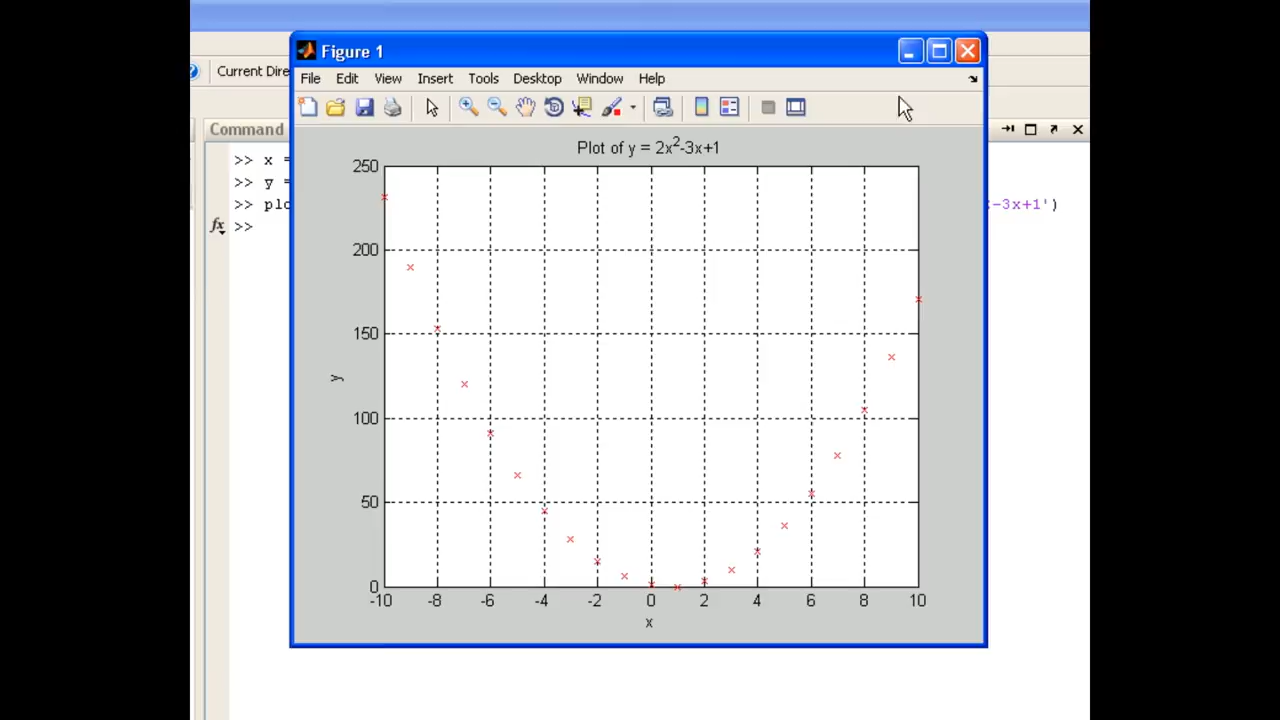 Figure 1
Current Dire
File Edit View Insert Tools Desktop Window Help
Command
>> x =
>> y =
>> plo -3x+1')
fx >>
Plot of y = 2x²-3x+1
250
200
150
100
50
0
y
-10 -8 -6 -4 -2 0 2 4 6 8 10
x